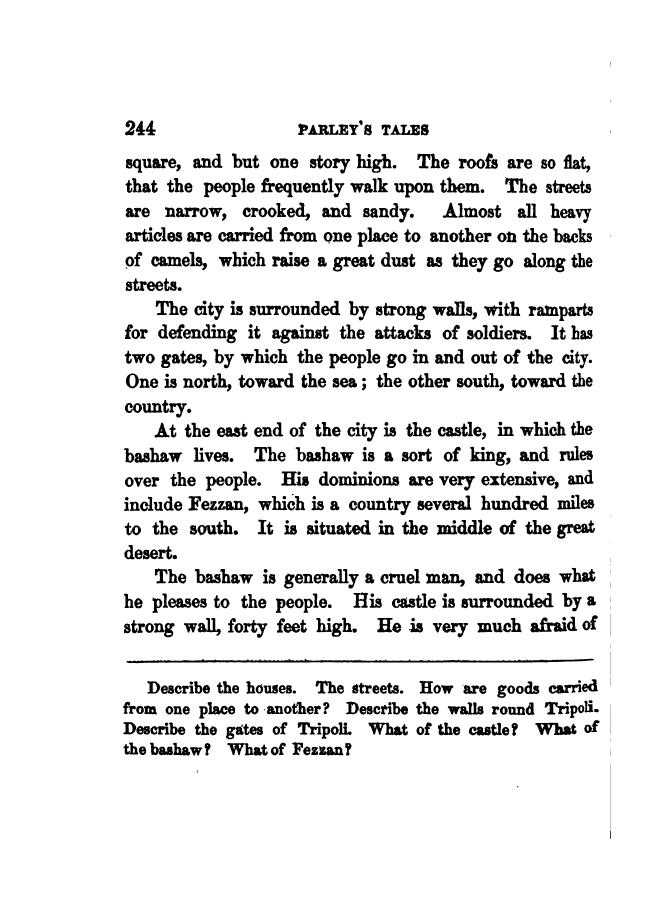 244 PARLEY'S TALES
square, and but one story high. The roofs are so flat,
that the people frequently walk upon them. The streets
are narrow, crooked, and sandy. Almost all heavy
articles are carried from one place to another on the backs
of camels, which raise a great dust as they go along the
streets.
The city is surrounded by strong walls, with ramparts
for defending it against the attacks of soldiers. It has
two gates, by which the people go in and out of the city.
One is north, toward the sea; the other south, toward the
country.
At the east end of the city is the castle, in which the
bashaw lives. The bashaw is a sort of king, and rules
over the people. His dominions are very extensive, and
include Fezzan, which is a country several hundred miles
to the south. It is situated in the middle of the great
desert.
The bashaw is generally a cruel man, and does what
he pleases to the people. His castle is surrounded by a
strong wall, forty feet high. He is very much afraid of
Describe the houses. The streets. How are goods carried
from one place to another? Describe the walls round Tripoli.
Describe the gates of Tripoli. What of the castle? What of
the bashaw? What of Fezzan?